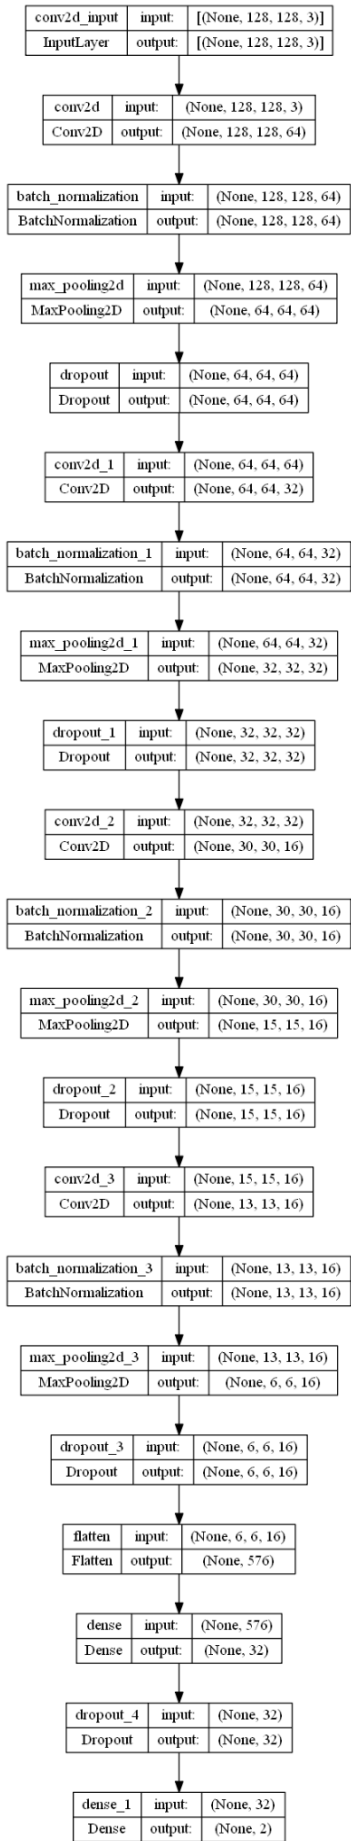 conv2d_input input: [(None, 128, 128, 3)]
InputLayer output: [(None, 128, 128, 3)]
conv2d input: (None, 128, 128, 3)
Conv2D output: (None, 128, 128, 64)
batch_normalization input: (None, 128, 128, 64)
BatchNormalization output: (None, 128, 128, 64)
max_pooling2d input: (None, 128, 128, 64)
MaxPooling2D output: (None, 64, 64, 64)
dropout input: (None, 64, 64, 64)
Dropout output: (None, 64, 64, 64)
conv2d_1 input: (None, 64, 64, 64)
Conv2D output: (None, 64, 64, 32)
batch_normalization_1 input: (None, 64, 64, 32)
BatchNormalization output: (None, 64, 64, 32)
max_pooling2d_1 input: (None, 64, 64, 32)
MaxPooling2D output: (None, 32, 32, 32)
dropout_1 input: (None, 32, 32, 32)
Dropout output: (None, 32, 32, 32)
conv2d_2 input: (None, 32, 32, 32)
Conv2D output: (None, 30, 30, 16)
batch_normalization_2 input: (None, 30, 30, 16)
BatchNormalization output: (None, 30, 30, 16)
max_pooling2d_2 input: (None, 30, 30, 16)
MaxPooling2D output: (None, 15, 15, 16)
dropout_2 input: (None, 15, 15, 16)
Dropout output: (None, 15, 15, 16)
conv2d_3 input: (None, 15, 15, 16)
Conv2D output: (None, 13, 13, 16)
batch_normalization_3 input: (None, 13, 13, 16)
BatchNormalization output: (None, 13, 13, 16)
max_pooling2d_3 input: (None, 13, 13, 16)
MaxPooling2D output: (None, 6, 6, 16)
dropout_3 input: (None, 6, 6, 16)
Dropout output: (None, 6, 6, 16)
flatten input: (None, 6, 6, 16)
Flatten output: (None, 576)
dense input: (None, 576)
Dense output: (None, 32)
dropout_4 input: (None, 32)
Dropout output: (None, 32)
dense_1 input: (None, 32)
Dense output: (None, 2)